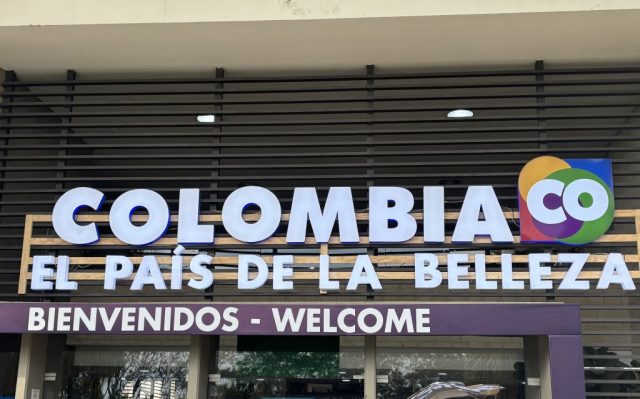 COLOMBIA CO
EL PAÍS DE LA BELLEZA
BIENVENIDOS - WELCOME